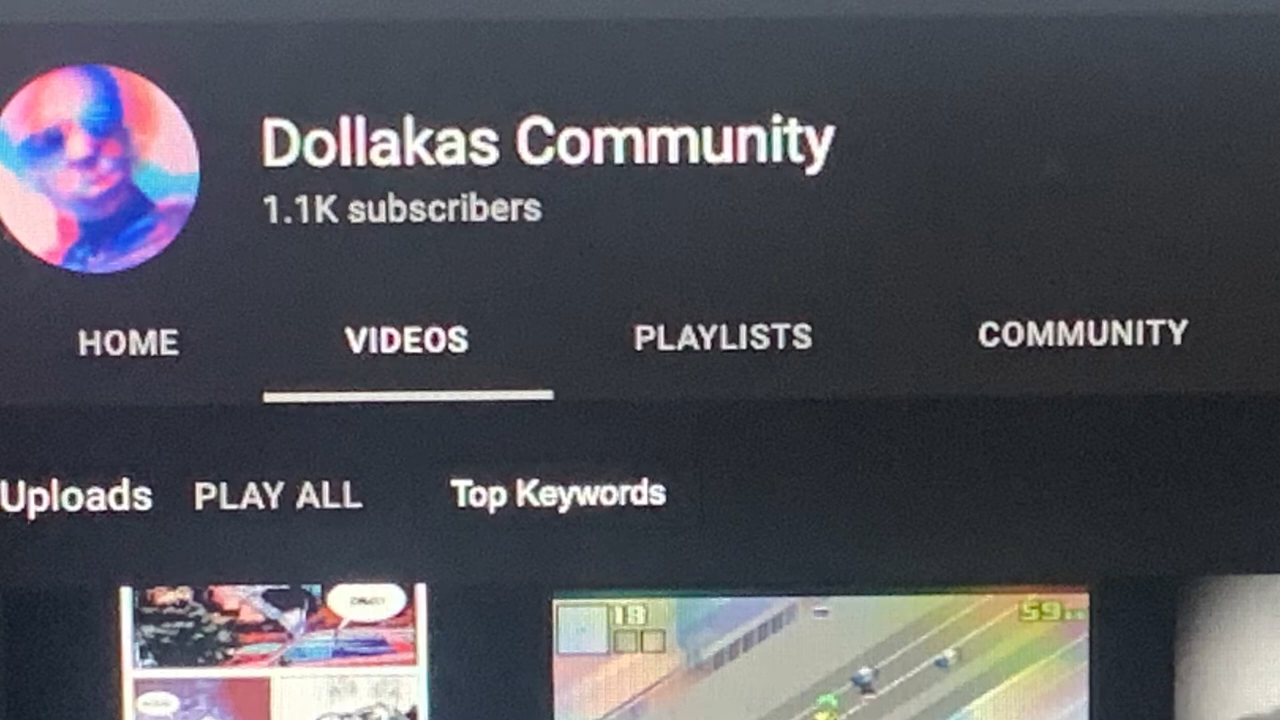 Dollakas Community
1.1K subscribers
HOME VIDEOS PLAYLISTS COMMUNITY
Uploads PLAY ALL Top Keywords
18 59